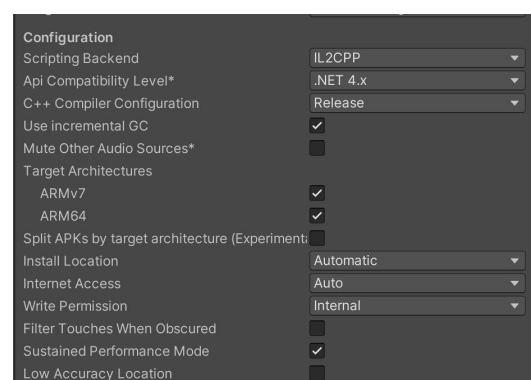 Configuration
Scripting Backend IL2CPP
Api Compatibility Level* .NET 4.x
C++ Compiler Configuration Release
Use incremental GC
Mute Other Audio Sources*
Target Architectures
ARMv7
ARM64
Split APKs by target architecture (Experimenta
Install Location Automatic
Internet Access Auto
Write Permission Internal
Filter Touches When Obscured
Sustained Performance Mode
Low Accuracy Location